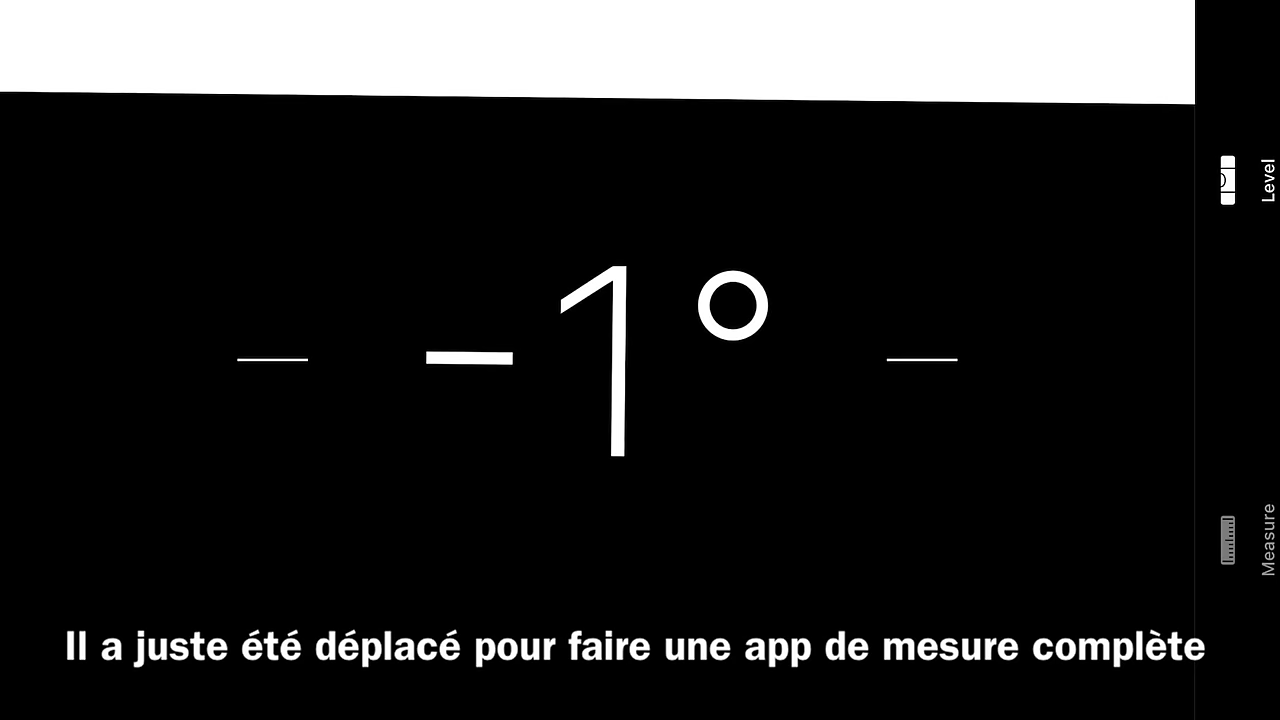 Level
-1°
Measure
Il a juste été déplacé pour faire une app de mesure complète